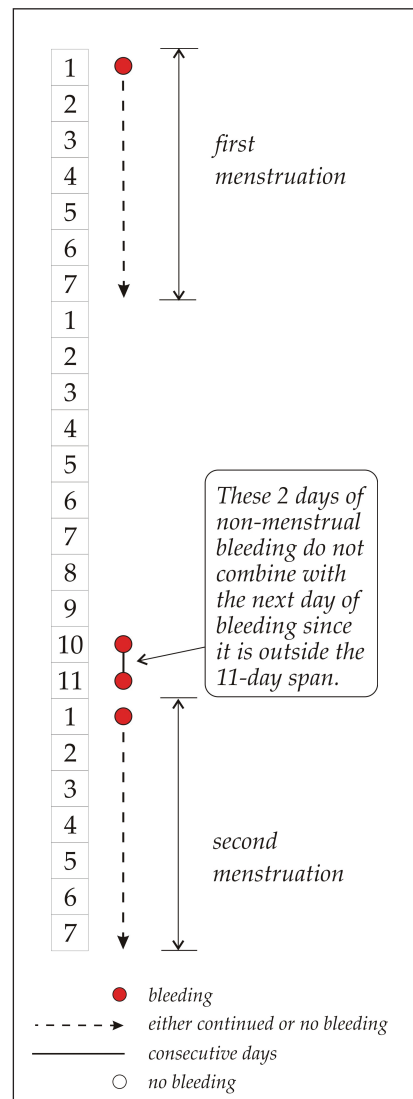 1
2
3
4
5
6
7
first
menstruation
1
2
3
4
5
6
7
8
9
10
11
These 2 days of
non-menstrual
bleeding do not
combine with
the next day of
bleeding since
it is outside the
11-day span.
1
2
3
4
5
6
7
second
menstruation
bleeding
either continued or no bleeding
consecutive days
no bleeding